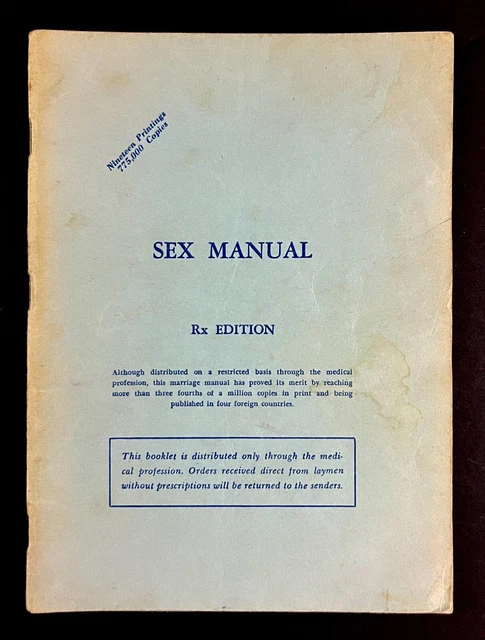 Nineteen Printings
775,000 Copies
SEX MANUAL
Rx EDITION
Although distributed on a restricted basis through the medical
profession, this marriage manual has proved its merit by reaching
more than three fourths of a million copies in print and being
published in four foreign countries.
This booklet is distributed only through the medi-
cal profession. Orders received direct from laymen
without prescriptions will be returned to the senders.